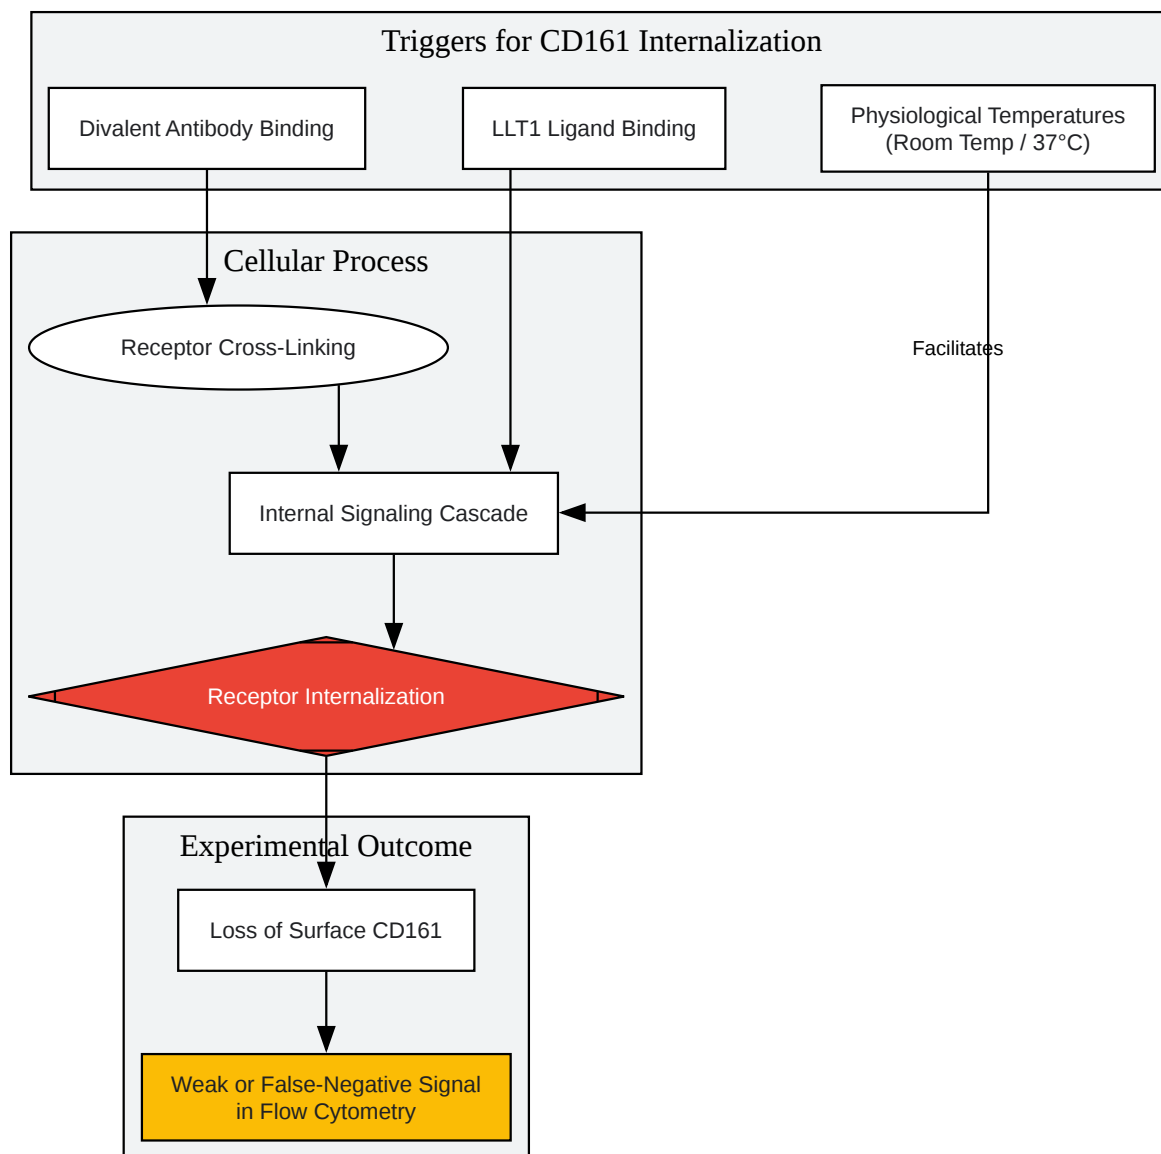 Triggers for CD161 Internalization
Divalent Antibody Binding
LLT1 Ligand Binding
Physiological Temperatures
(Room Temp / 37°C)
Cellular Process
Receptor Cross-Linking
Facilitates
Internal Signaling Cascade
Receptor Internalization
Experimental Outcome
Loss of Surface CD161
Weak or False-Negative Signal
in Flow Cytometry